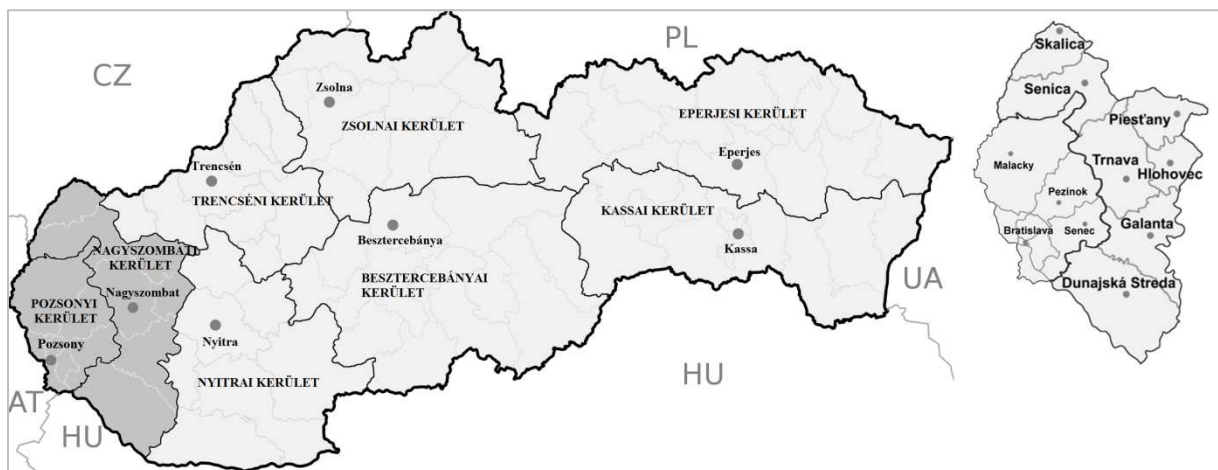 CZ
PL
Zsolna
ZSOLNAI KERÜLET
EPERJESI KERÜLET
Eperjes
Trencsén
TRENCSÉNI KERÜLET
KASSAI KERÜLET
Kassa
Besztercebánya
BESZTERCEBÁNYAI
KERÜLET
NAGYSZOMBATI
KERÜLET
Nagyszombat
POZSONYI
KERÜLET
Pozsony
Nyitra
NYITRAI KERÜLET
UA
HU
AT
HU
Skalica
Senica
Piesťany
Malacky
Trnava
Hlohovec
Pezinok
Bratislava
Senec
Galanta
Dunajská Streda